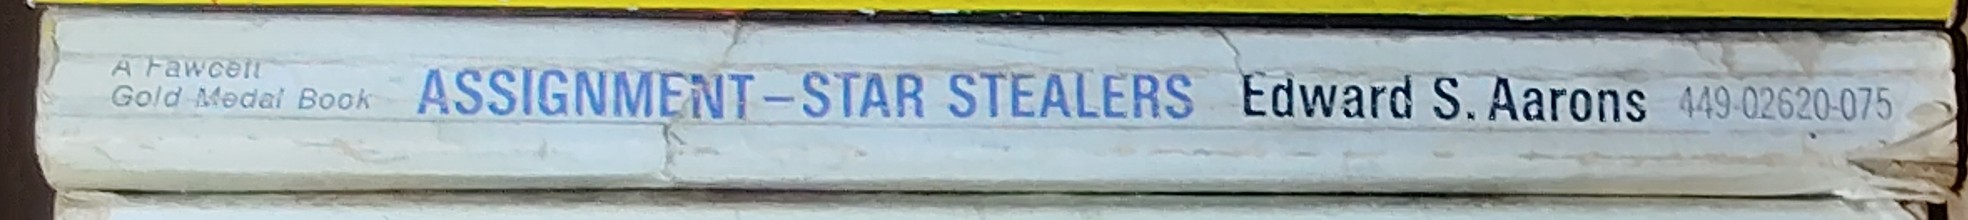 A Fawcett
Gold Medal Book
ASSIGNMENT–STAR STEALERS
Edward S. Aarons
449-02620-075